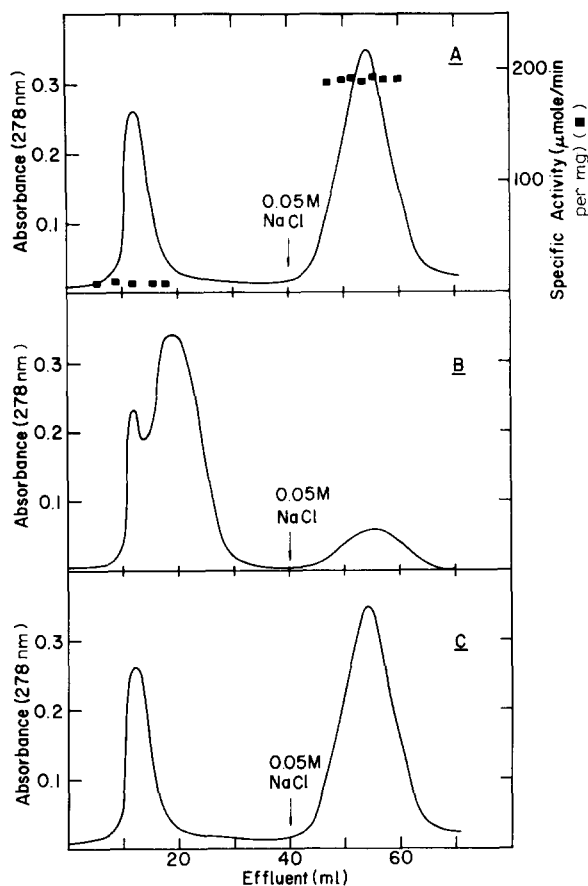 A
Absorbance (278 nm)
0.3
0.2
0.1
0.05M
NaCl
200.
100.
Specific Activity (μmole/min
per mg) (■)
B
Absorbance (278 nm)
0.3
0.2
0.1
0.05M
NaCl
C
Absorbance (278 nm)
0.3
0.2
0.1
0.05M
NaCl
20
40
60
Effluent (ml)